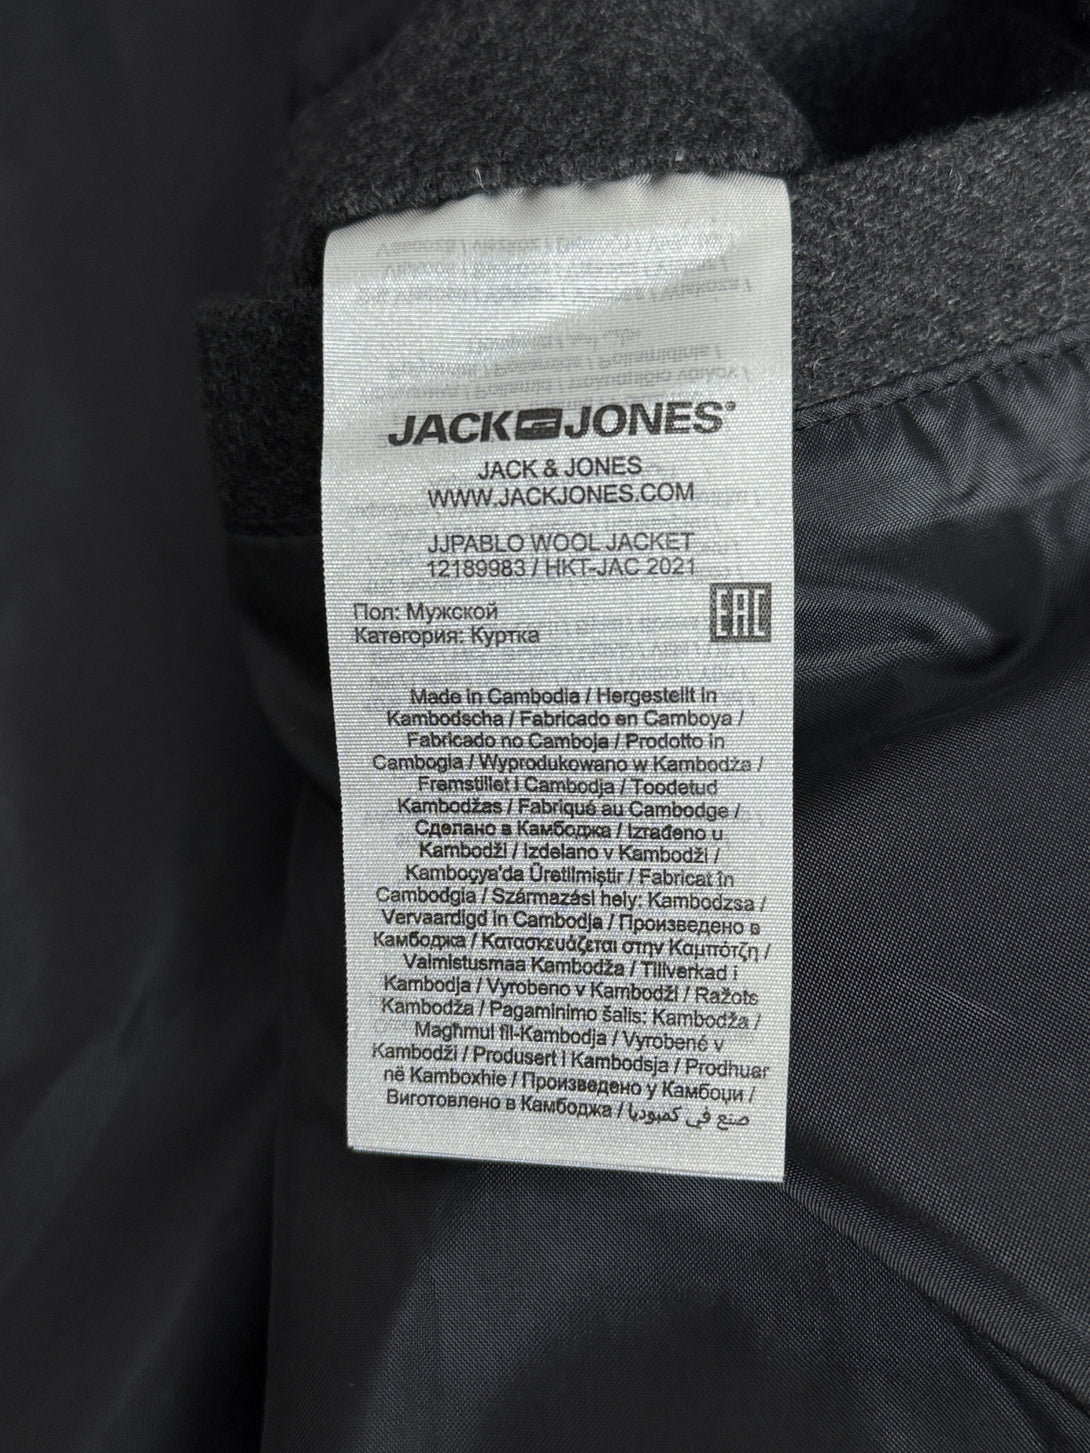 JACK JONES®
JACK & JONES
WWW.JACKJONES.COM
JJPABLO WOOL JACKET
12189983 / HKT-JAC 2021
Пол: Мужской
Категория: Куртка
EAC
Made in Cambodia / Hergestellt in
Kambodscha / Fabricado en Camboya /
Fabricado no Camboja / Prodotto in
Cambogia / Wyprodukowano w Kambodża /
Fremstillet i Cambodja / Toodetud
Kambodžas / Fabriqué au Cambodge /
Сделано в Камбоджа / Izrađeno u
Kambodži / Izdelano v Kambodži /
Kamboçya'da Üretilmiştir / Fabricat în
Cambodgia / Származási hely: Kambodzsa /
Vervaardigd in Cambodja / Произведено в
Камбоджа / Κατασκευάζεται στην Καμπότζη /
Valmistusmaa Kambodža / Tillverkad i
Kambodja / Vyrobeno v Kambodži / Ražots
Kambodža / Pagaminimo šalis: Kambodža /
Magħmul fil-Kambodja / Vyrobené v
Kambodži / Produsert i Kambodsja / Prodhuar
në Kamboxhie / Произведено у Камбоџи /
Виготовлено в Камбоджа / صنع في كمبوديا